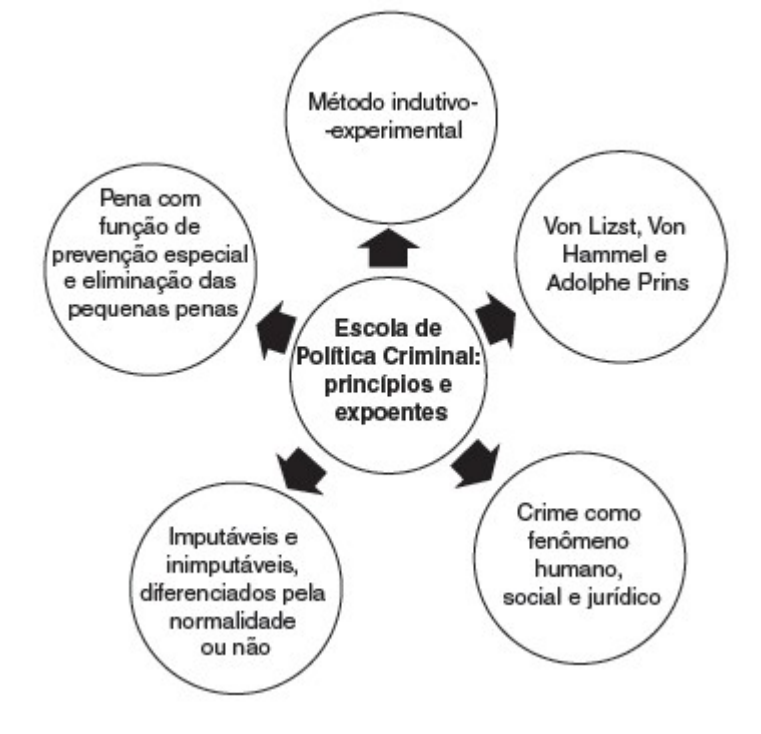 Método indutivo-
-experimental
Pena com
função de
prevenção especial
e eliminação das
pequenas penas
Von Lizst, Von
Hammel e
Adolphe Prins
Escola de
Política Criminal:
princípios e
expoentes
Imputáveis e
inimputáveis,
diferenciados pela
normalidade
ou não
Crime como
fenômeno
humano,
social e jurídico